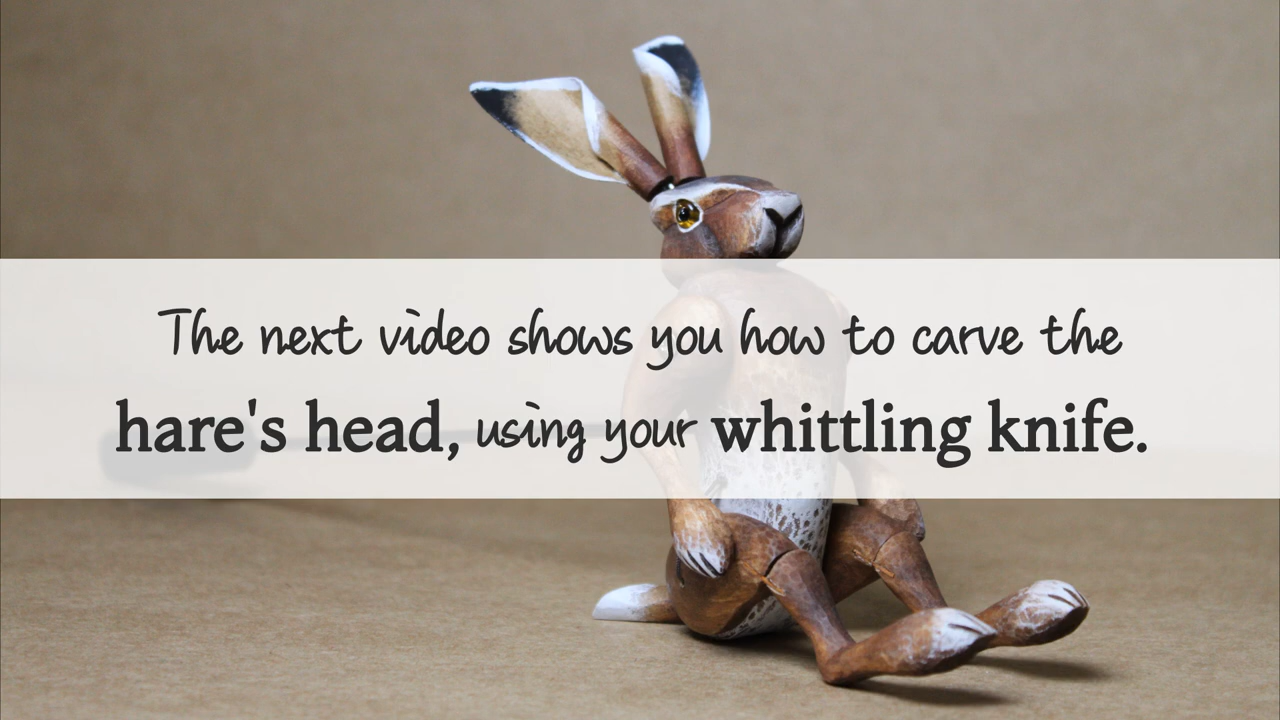 The next video shows you how to carve the
hare's head, using your whittling knife.